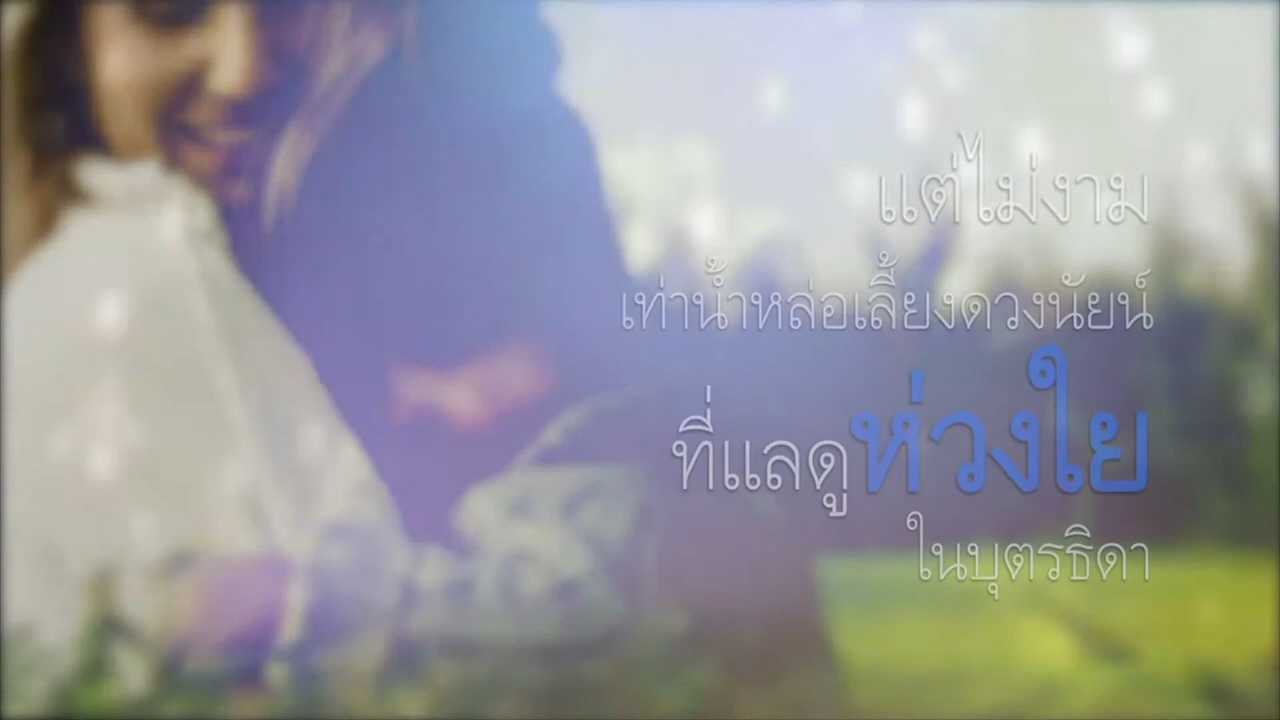 แต่ไม่งาม
เท่าน้ำหล่อเลี้ยงดวงนัยน์
ที่แลดูห่วงใย
ในบุตรธิดา